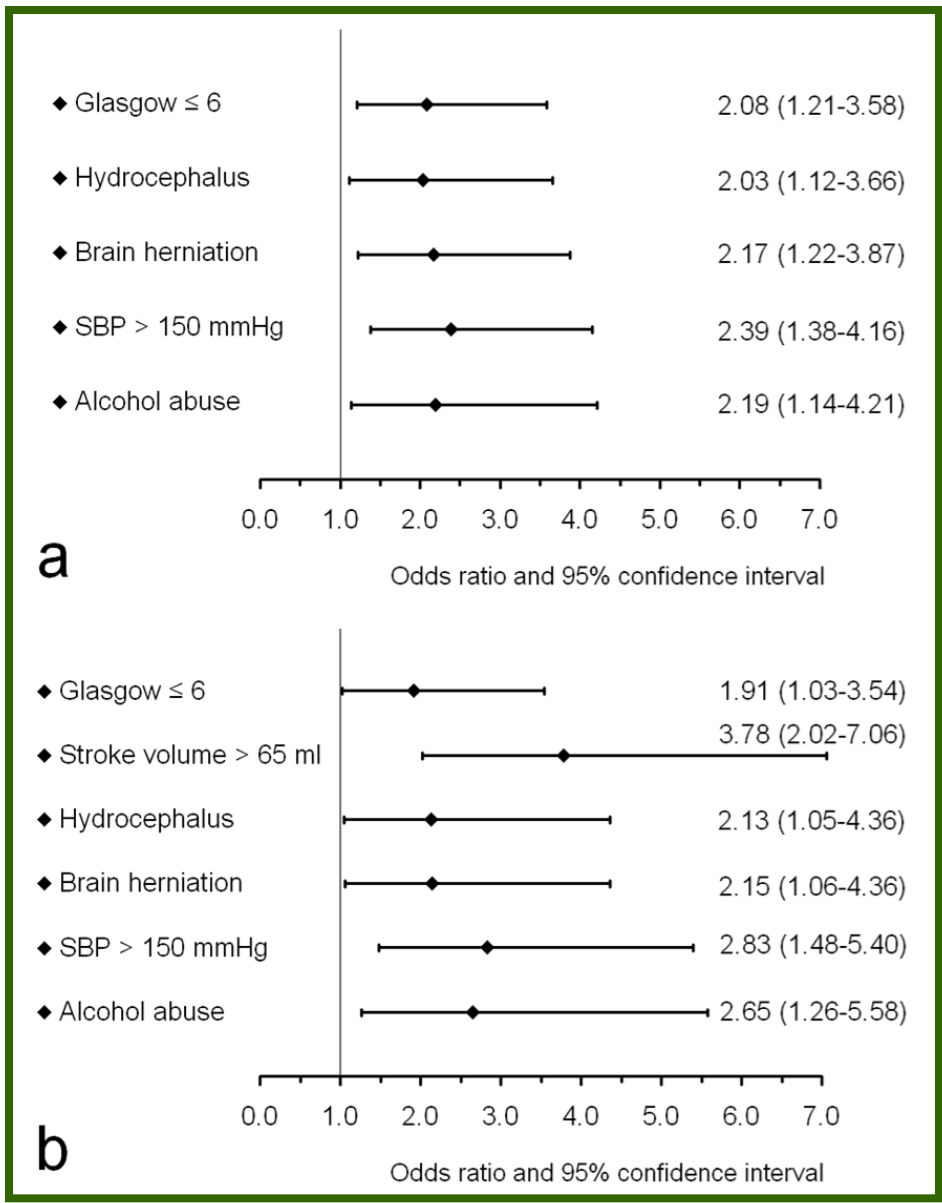 ◆ Glasgow ≤ 6 2.08 (1.21-3.58)
◆ Hydrocephalus 2.03 (1.12-3.66)
◆ Brain herniation 2.17 (1.22-3.87)
◆ SBP > 150 mmHg 2.39 (1.38-4.16)
◆ Alcohol abuse 2.19 (1.14-4.21)
0.0 1.0 2.0 3.0 4.0 5.0 6.0 7.0
a
Odds ratio and 95% confidence interval
◆ Glasgow ≤ 6 1.91 (1.03-3.54)
◆ Stroke volume > 65 ml 3.78 (2.02-7.06)
◆ Hydrocephalus 2.13 (1.05-4.36)
◆ Brain herniation 2.15 (1.06-4.36)
◆ SBP > 150 mmHg 2.83 (1.48-5.40)
◆ Alcohol abuse 2.65 (1.26-5.58)
0.0 1.0 2.0 3.0 4.0 5.0 6.0 7.0
b
Odds ratio and 95% confidence interval